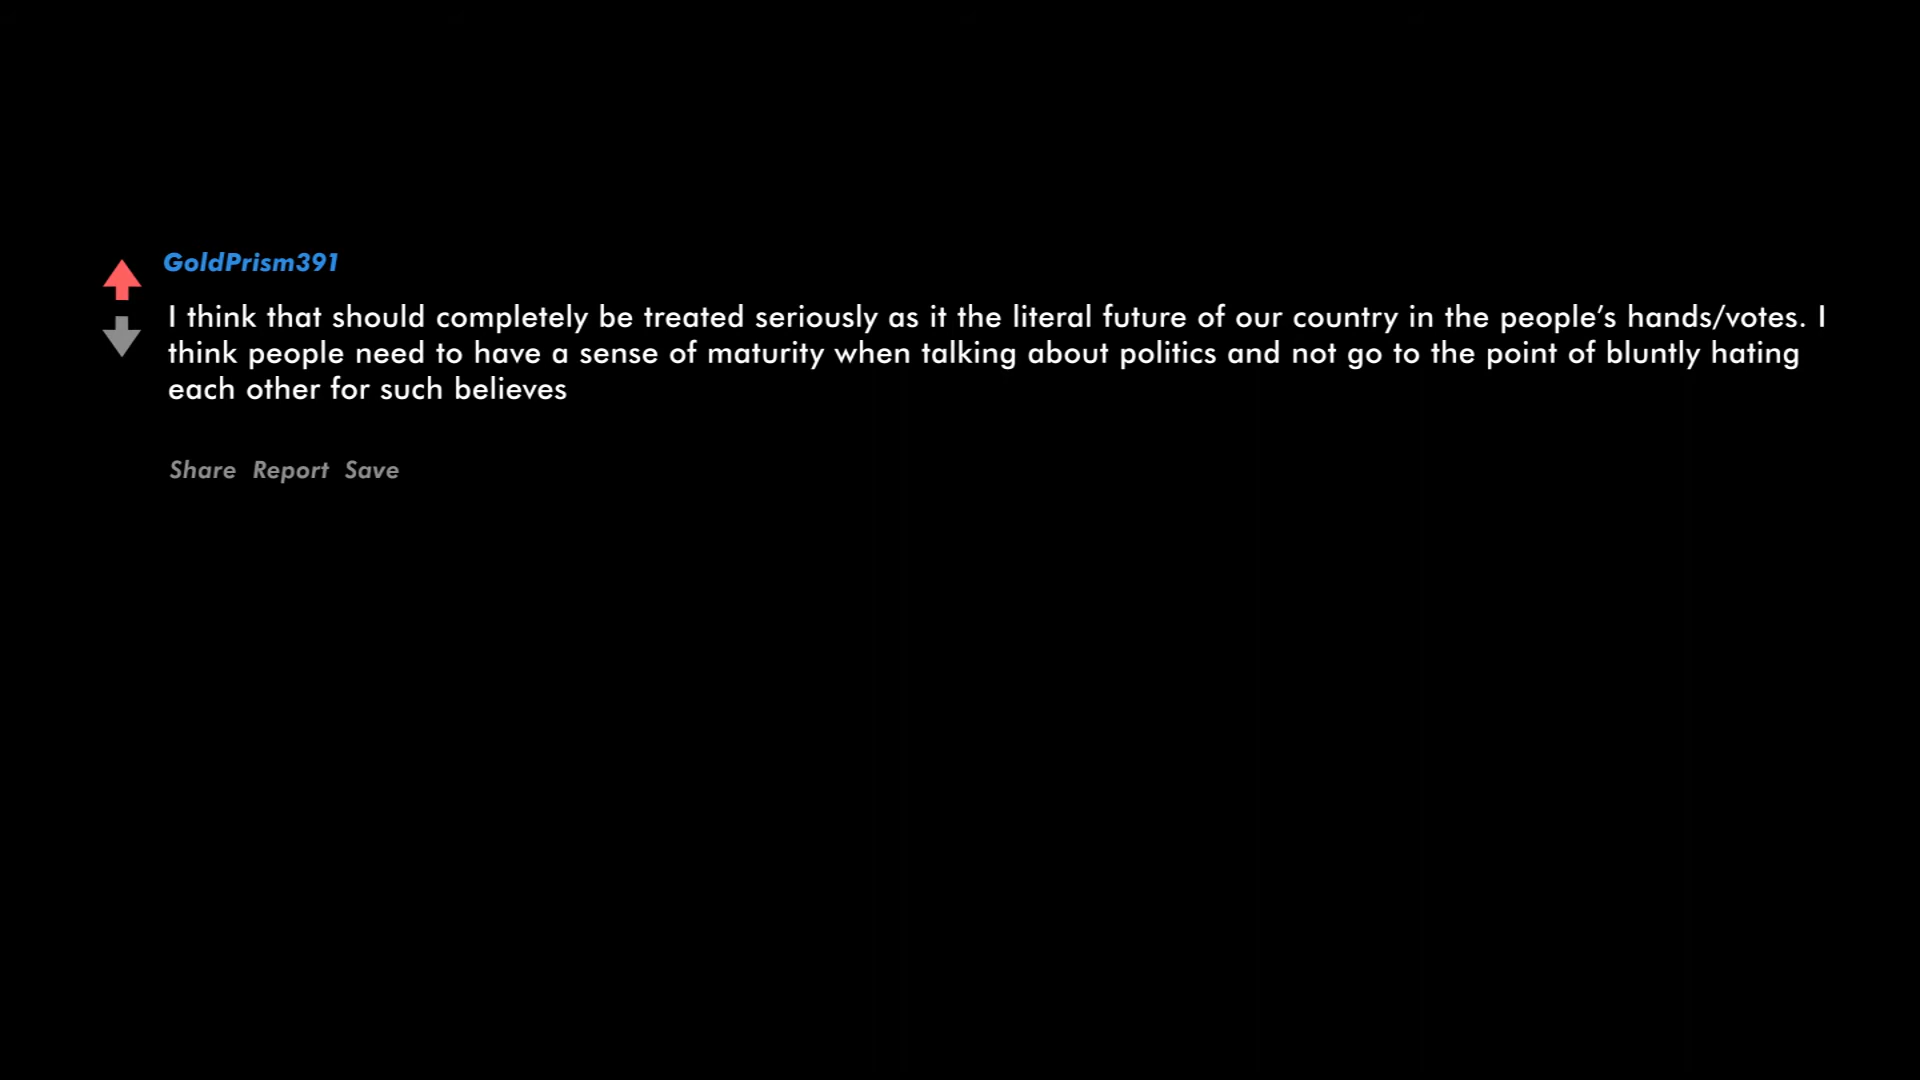 GoldPrism391
I think that should completely be treated seriously as it the literal future of our country in the people's hands/votes. I
think people need to have a sense of maturity when talking about politics and not go to the point of bluntly hating
each other for such believes
Share Report Save